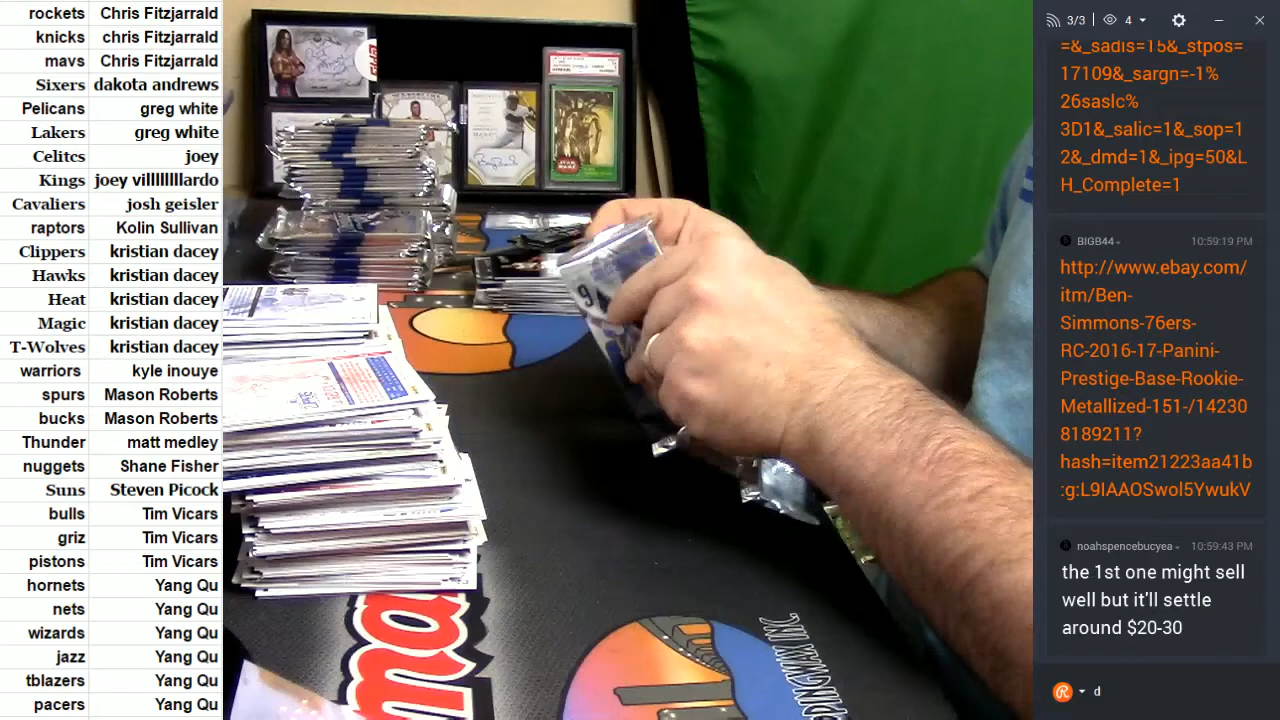 rockets Chris Fitzjarrald
knicks chris Fitzjarrald
mavs Chris Fitzjarrald
Sixers dakota andrews
Pelicans greg white
Lakers greg white
Celitcs joey
Kings joey villlllllllardo
Cavaliers josh geisler
raptors Kolin Sullivan
Clippers kristian dacey
Hawks kristian dacey
Heat kristian dacey
Magic kristian dacey
T-Wolves kristian dacey
warriors kyle inouye
spurs Mason Roberts
bucks Mason Roberts
Thunder matt medley
nuggets Shane Fisher
Suns Steven Picock
bulls Tim Vicars
griz Tim Vicars
pistons Tim Vicars
hornets Yang Qu
nets Yang Qu
wizards Yang Qu
jazz Yang Qu
tblazers Yang Qu
pacers Yang Qu
STAR WARS
9
PINGWAX INC
3/3 4
=&_sadis=15&_stpos=
17109&_sargn=-1%
26saslc%
3D1&_salic=1&_sop=1
2&_dmd=1&_ipg=50&L
H_Complete=1
BIGB44 10:59:19 PM
http://www.ebay.com/
itm/Ben-
Simmons-76ers-
RC-2016-17-Panini-
Prestige-Base-Rookie-
Metallized-151-/14230
8189211?
hash=item21223aa41b
:g:L9IAAOSwol5YwukV
noahspencebucyea 10:59:43 PM
the 1st one might sell
well but it'll settle
around $20-30
d